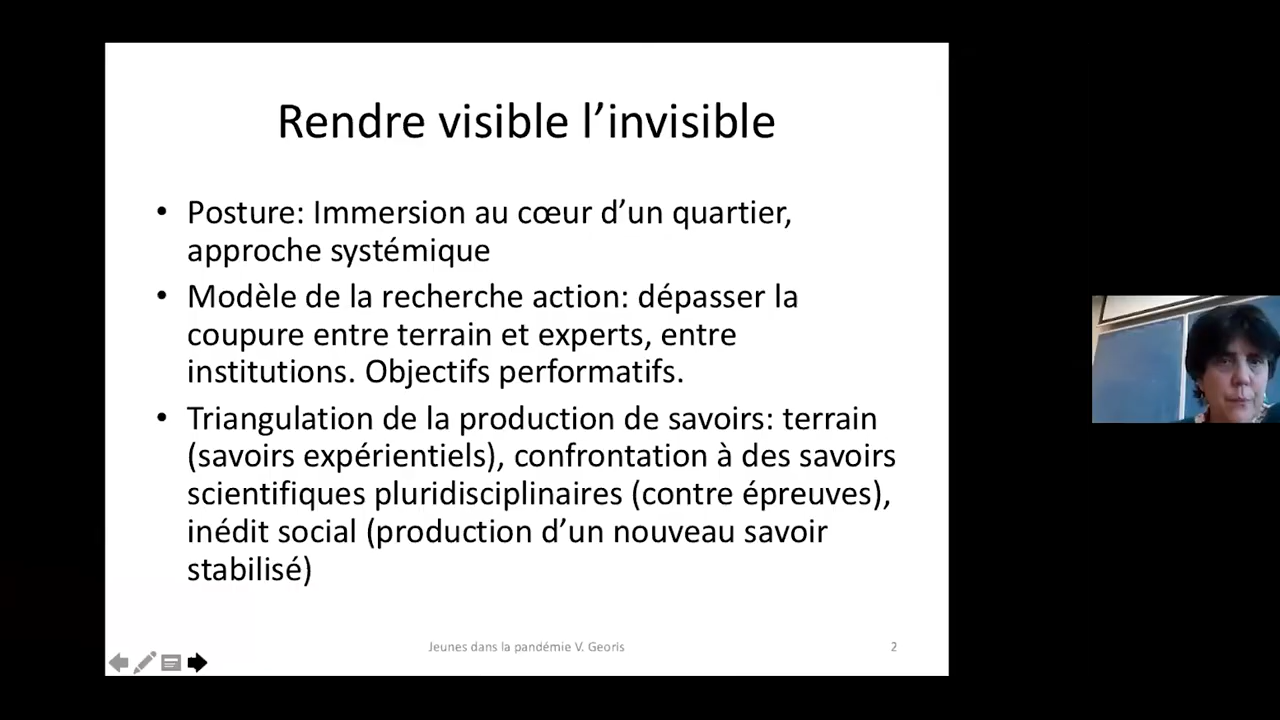 Rendre visible l’invisible
• Posture: Immersion au cœur d’un quartier,
approche systémique
• Modèle de la recherche action: dépasser la
coupure entre terrain et experts, entre
institutions. Objectifs performatifs.
• Triangulation de la production de savoirs: terrain
(savoirs expérientiels), confrontation à des savoirs
scientifiques pluridisciplinaires (contre épreuves),
inédit social (production d’un nouveau savoir
stabilisé)
Jeunes dans la pandémie V. Georis
2